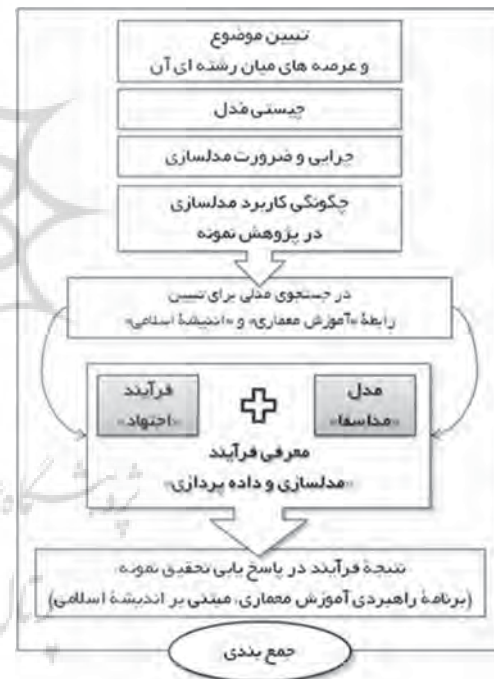 تبیین موضوع
و عرصه های میان رشته ای آن
چیستی مدل
چرایی و ضرورت مدلسازی
چگونگی کاربرد مدلسازی
در پژوهش نمونه
در جستجوی مدلی برای تبیین
رابطهٔ «آموزش معماری» و «اندیشهٔ اسلامی»
مدل
«مداسفا»
فرآیند
«اجتهاد»
معرفی فرآیند
«مدلسازی و داده پردازی»
نتیجهٔ فرآیند در پاسخ یابی تحقیق نمونه:
(برنامهٔ راهبردی آموزش معماری، مبتنی بر اندیشهٔ اسلامی)
جمع بندی